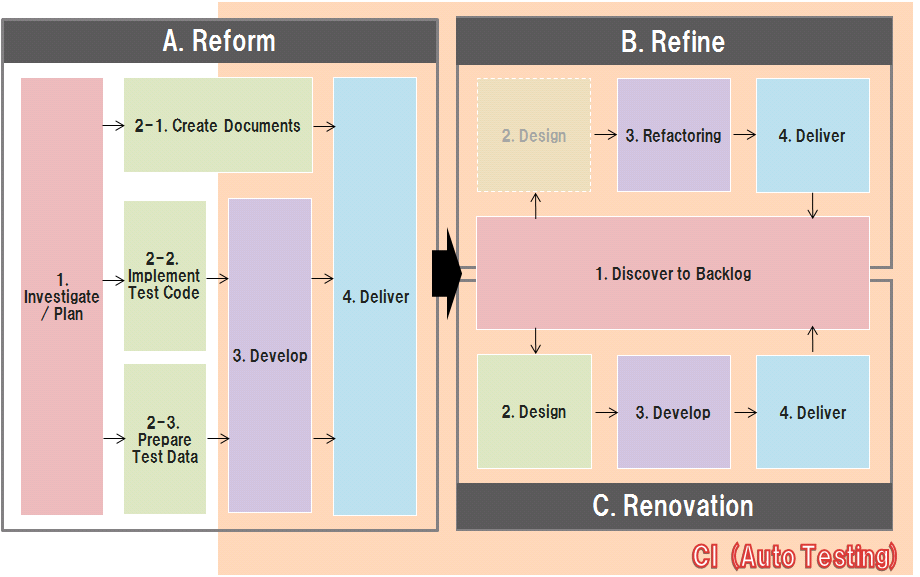 A. Reform
1.
Investigate
/ Plan
2-1. Create Documents
2-2.
Implement
Test Code
2-3.
Prepare
Test Data
3. Develop
4. Deliver
B. Refine
2. Design
3. Refactoring
4. Deliver
1. Discover to Backlog
2. Design
3. Develop
4. Deliver
C. Renovation
CI (Auto Testing)